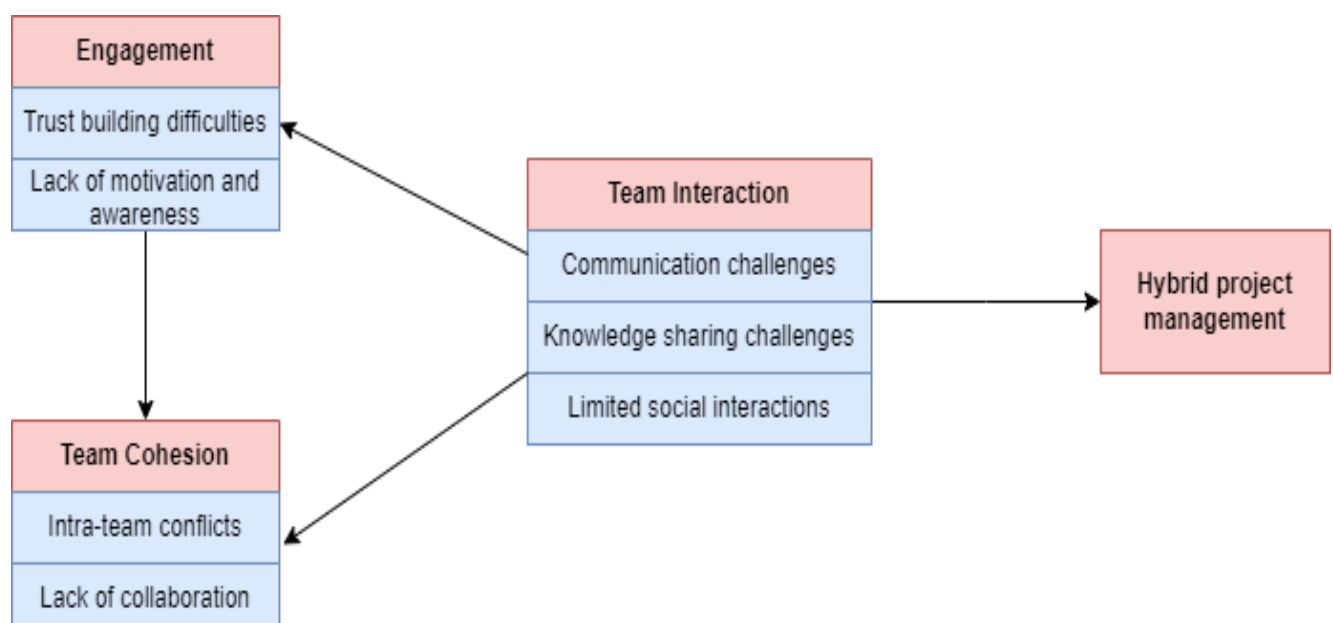 Engagement
Trust building difficulties
Lack of motivation and
awareness
Team Interaction
Communication challenges
Knowledge sharing challenges
Limited social interactions
Hybrid project
management
Team Cohesion
Intra-team conflicts
Lack of collaboration